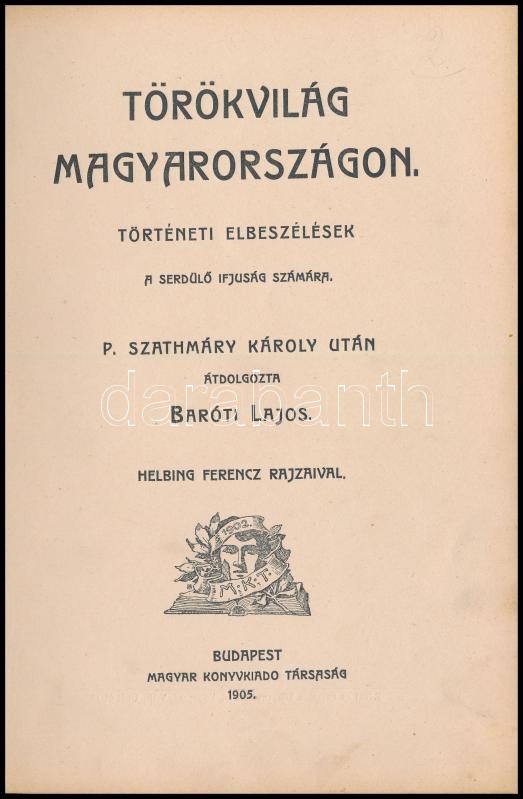 TÖRÖKVILÁG
MAGYARORSZÁGON.
TÖRTÉNETI ELBESZÉLÉSEK
A SERDÜLŐ IFJUSÁG SZÁMÁRA.
P. SZATHMÁRY KÁROLY UTÁN
ÁTDOLGOZTA
darabanth
BARÓTI LAJOS.
HELBING FERENCZ RAJZAIVAL.
1902.
M.K.T.
BUDAPEST
MAGYAR KONYVKIADO TÁRSASÁG
1905.